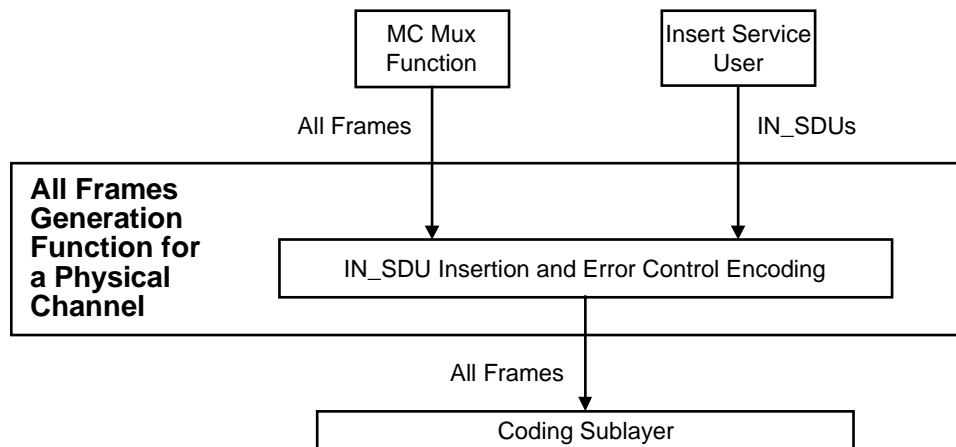 MC Mux
Function
Insert Service
User
All Frames
IN_SDUs
All Frames
Generation
Function for
a Physical
Channel
IN_SDU Insertion and Error Control Encoding
All Frames
Coding Sublayer